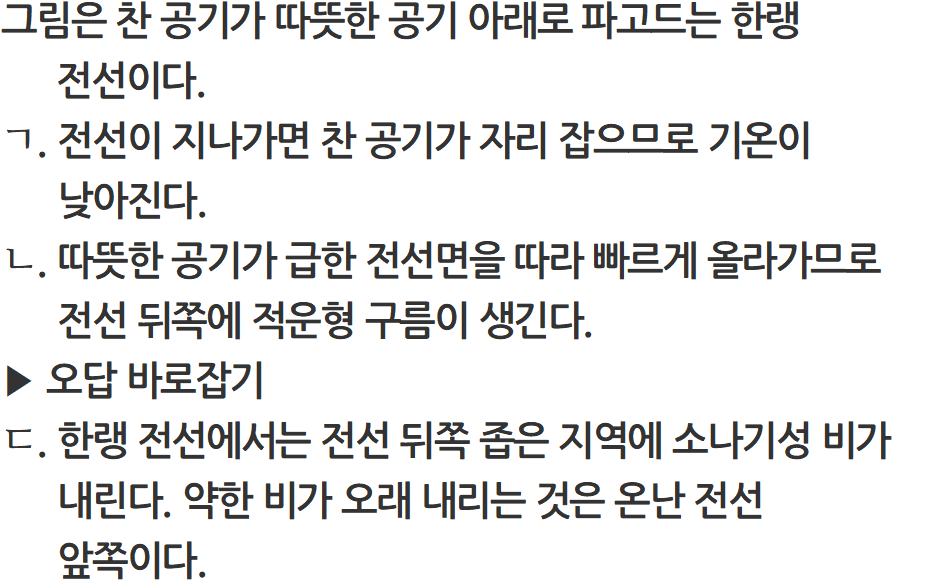 그림은 찬 공기가 따뜻한 공기 아래로 파고드는 한랭
전선이다.
ㄱ. 전선이 지나가면 찬 공기가 자리 잡으므로 기온이
낮아진다.
ㄴ. 따뜻한 공기가 급한 전선면을 따라 빠르게 올라가므로
전선 뒤쪽에 적운형 구름이 생긴다.
▶ 오답 바로잡기
ㄷ. 한랭 전선에서는 전선 뒤쪽 좁은 지역에 소나기성 비가
내린다. 약한 비가 오래 내리는 것은 온난 전선
앞쪽이다.